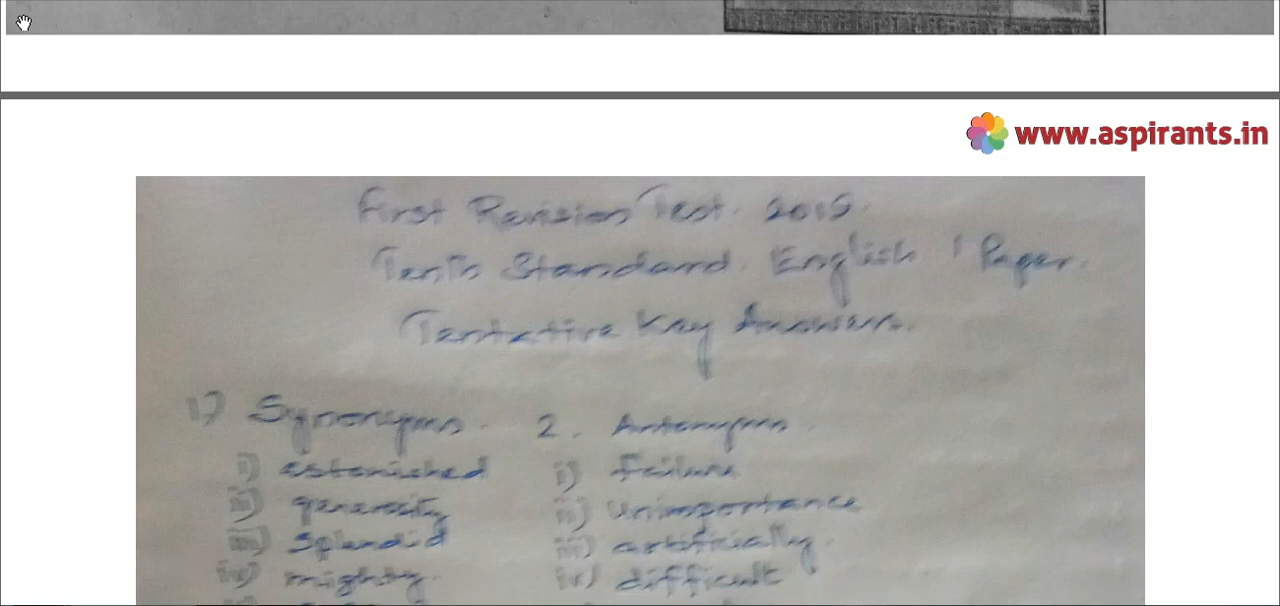 www.aspirants.in
First Revision Test. 2019.
Tenth Standard. English I Paper.
Tentative Key Answers.
1) Synonyms. 2. Antonyms.
i) astonished i) failure
ii) generosity ii) unimportance
iii) splendid iii) artificially.
iv) mighty. iv) difficult